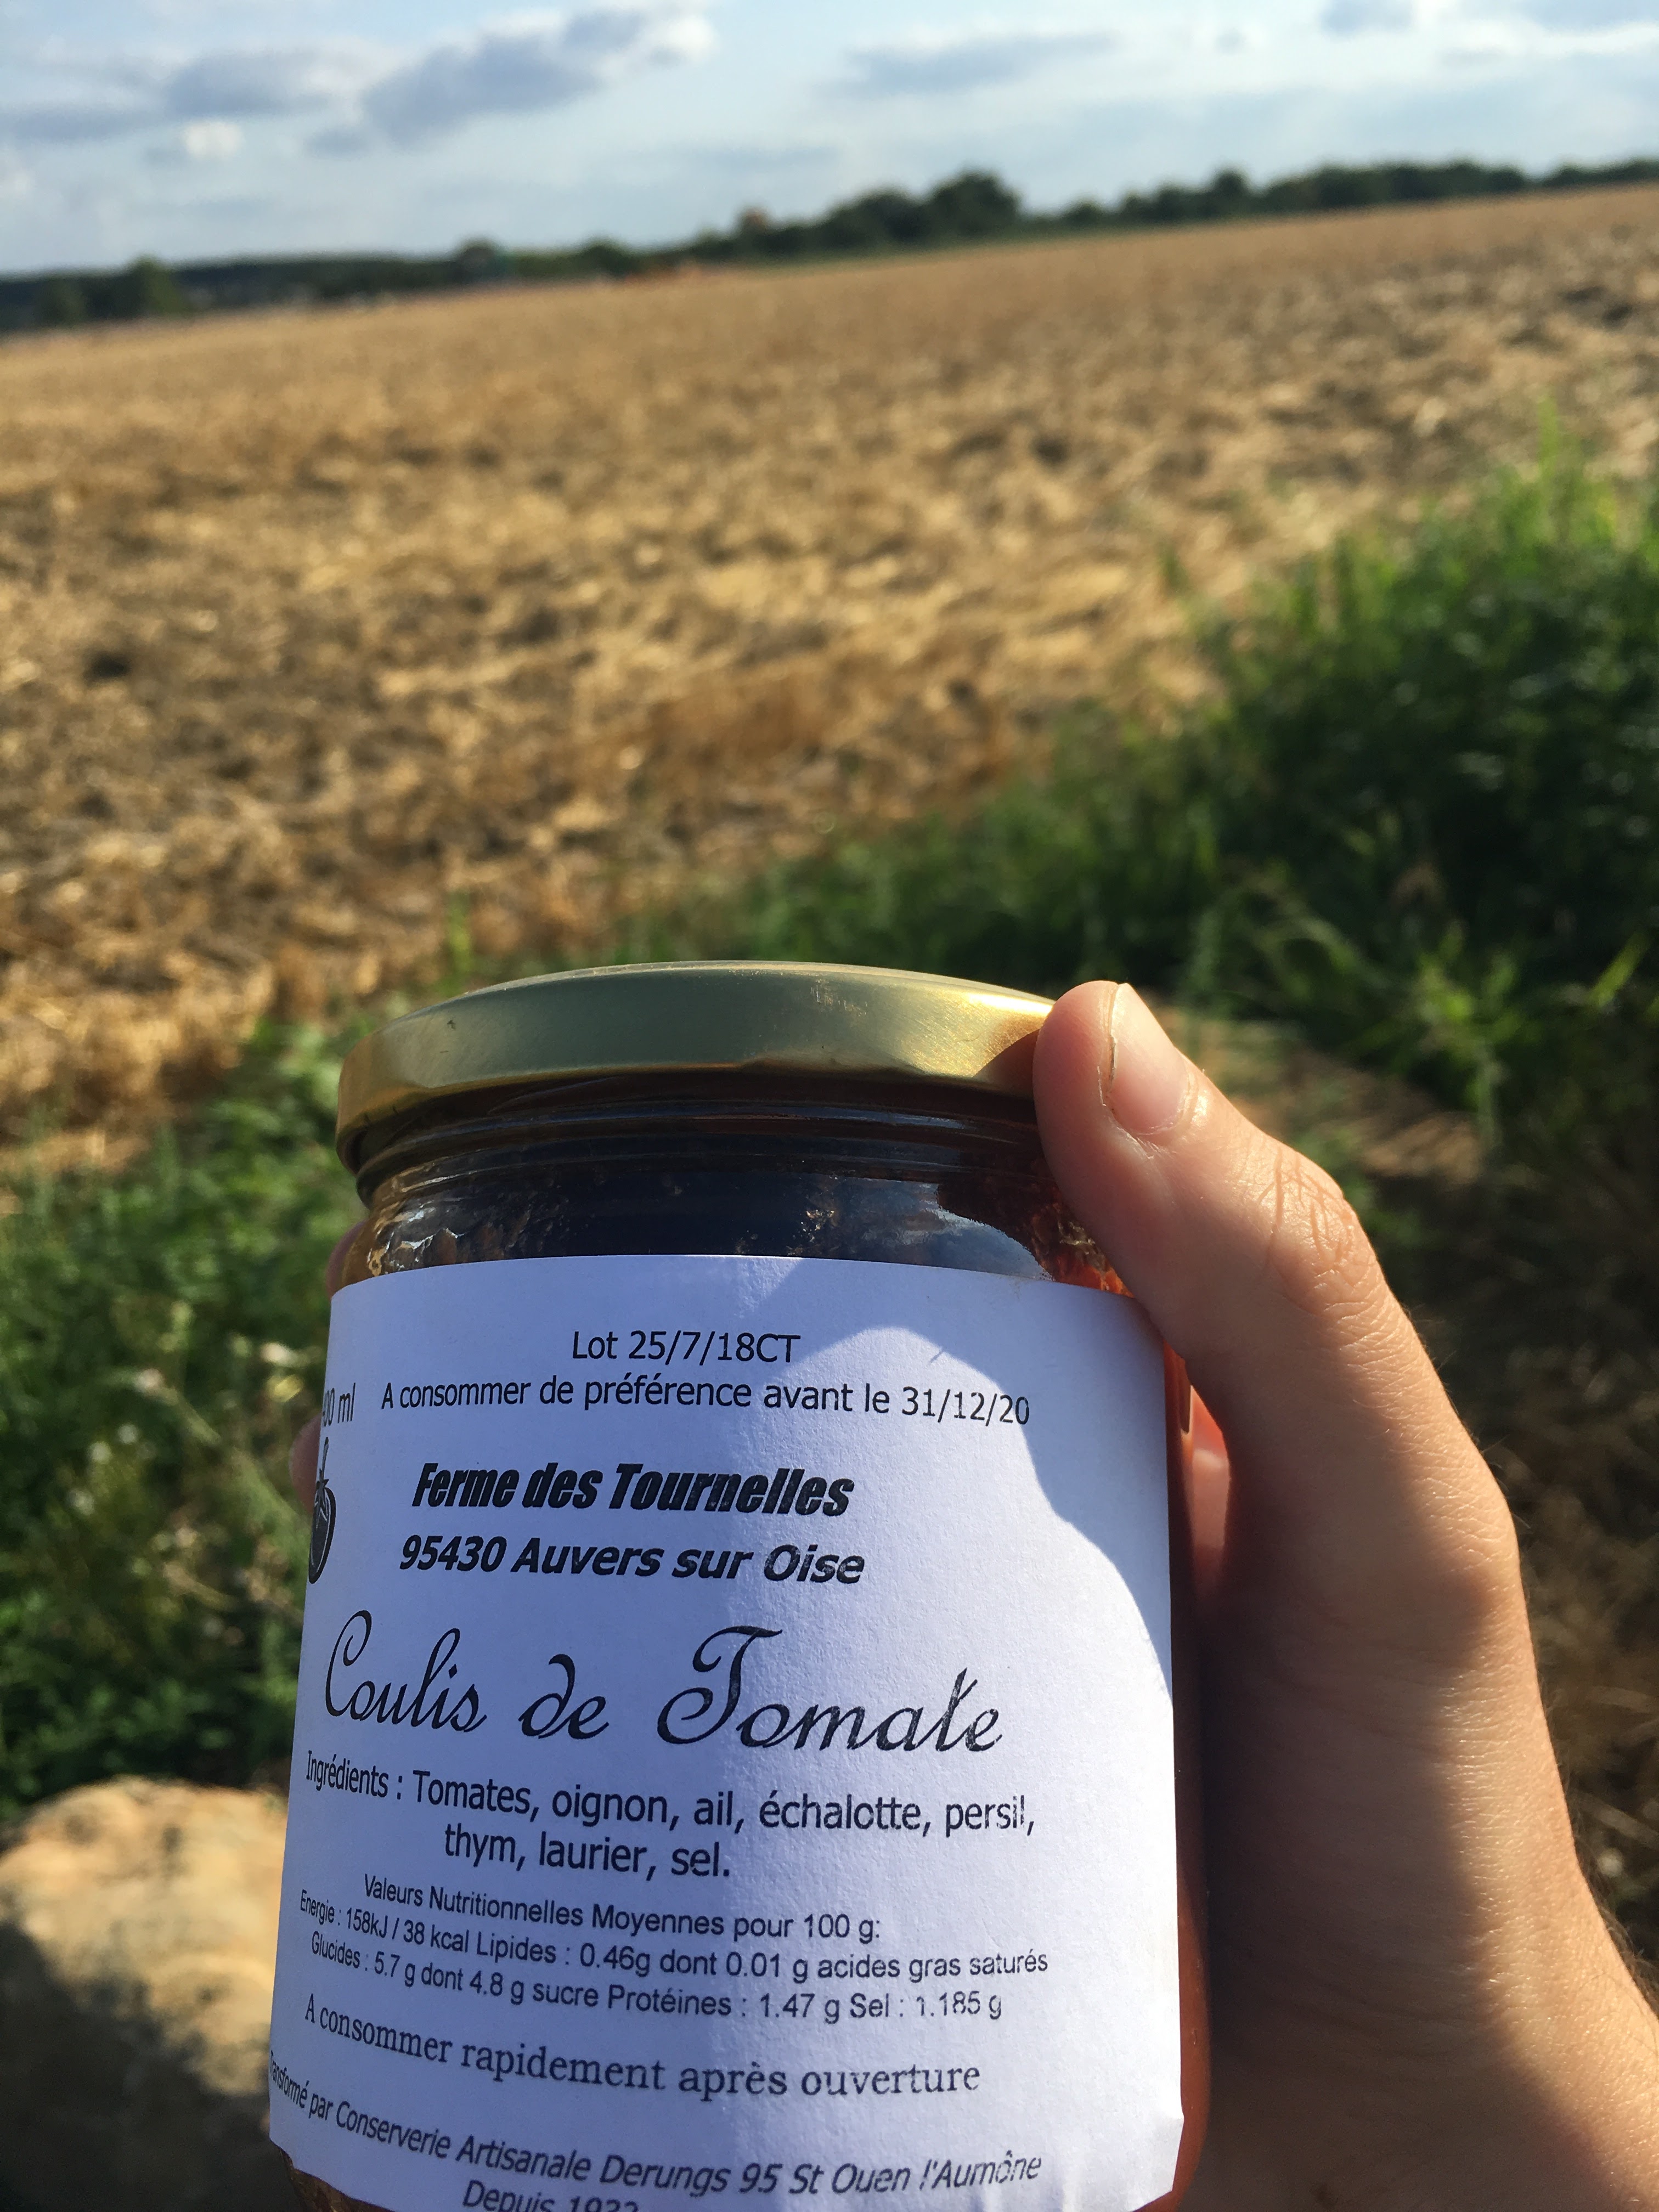 Lot 25/7/18CT
A consommer de préférence avant le 31/12/20
ml
Ferme des Tournelles
95430 Auvers sur Oise
Coulis de Tomate
Ingrédients : Tomates, oignon, ail, échalotte, persil,
thym, laurier, sel.
Valeurs Nutritionnelles Moyennes pour 100 g:
Energie : 158kJ / 38 kcal Lipides : 0.46g dont 0.01 g acides gras saturés
Glucides : 5.7 g dont 4.8 g sucre Protéines : 1.47 g Sel : 1.185 g
A consommer rapidement après ouverture
Transformé par Conserverie Artisanale Derungs 95 St Ouen l'Aumône
Depuis